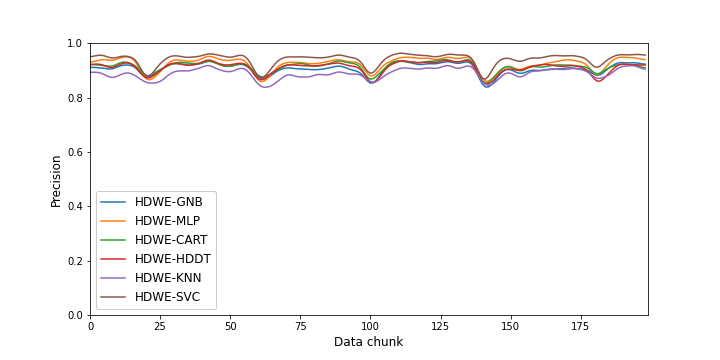 1.0
0.8
0.6
0.4
0.2
0.0
Precision
HDWE-GNB
HDWE-MLP
HDWE-CART
HDWE-HDDT
HDWE-KNN
HDWE-SVC
0 25 50 75 100 125 150 175
Data chunk